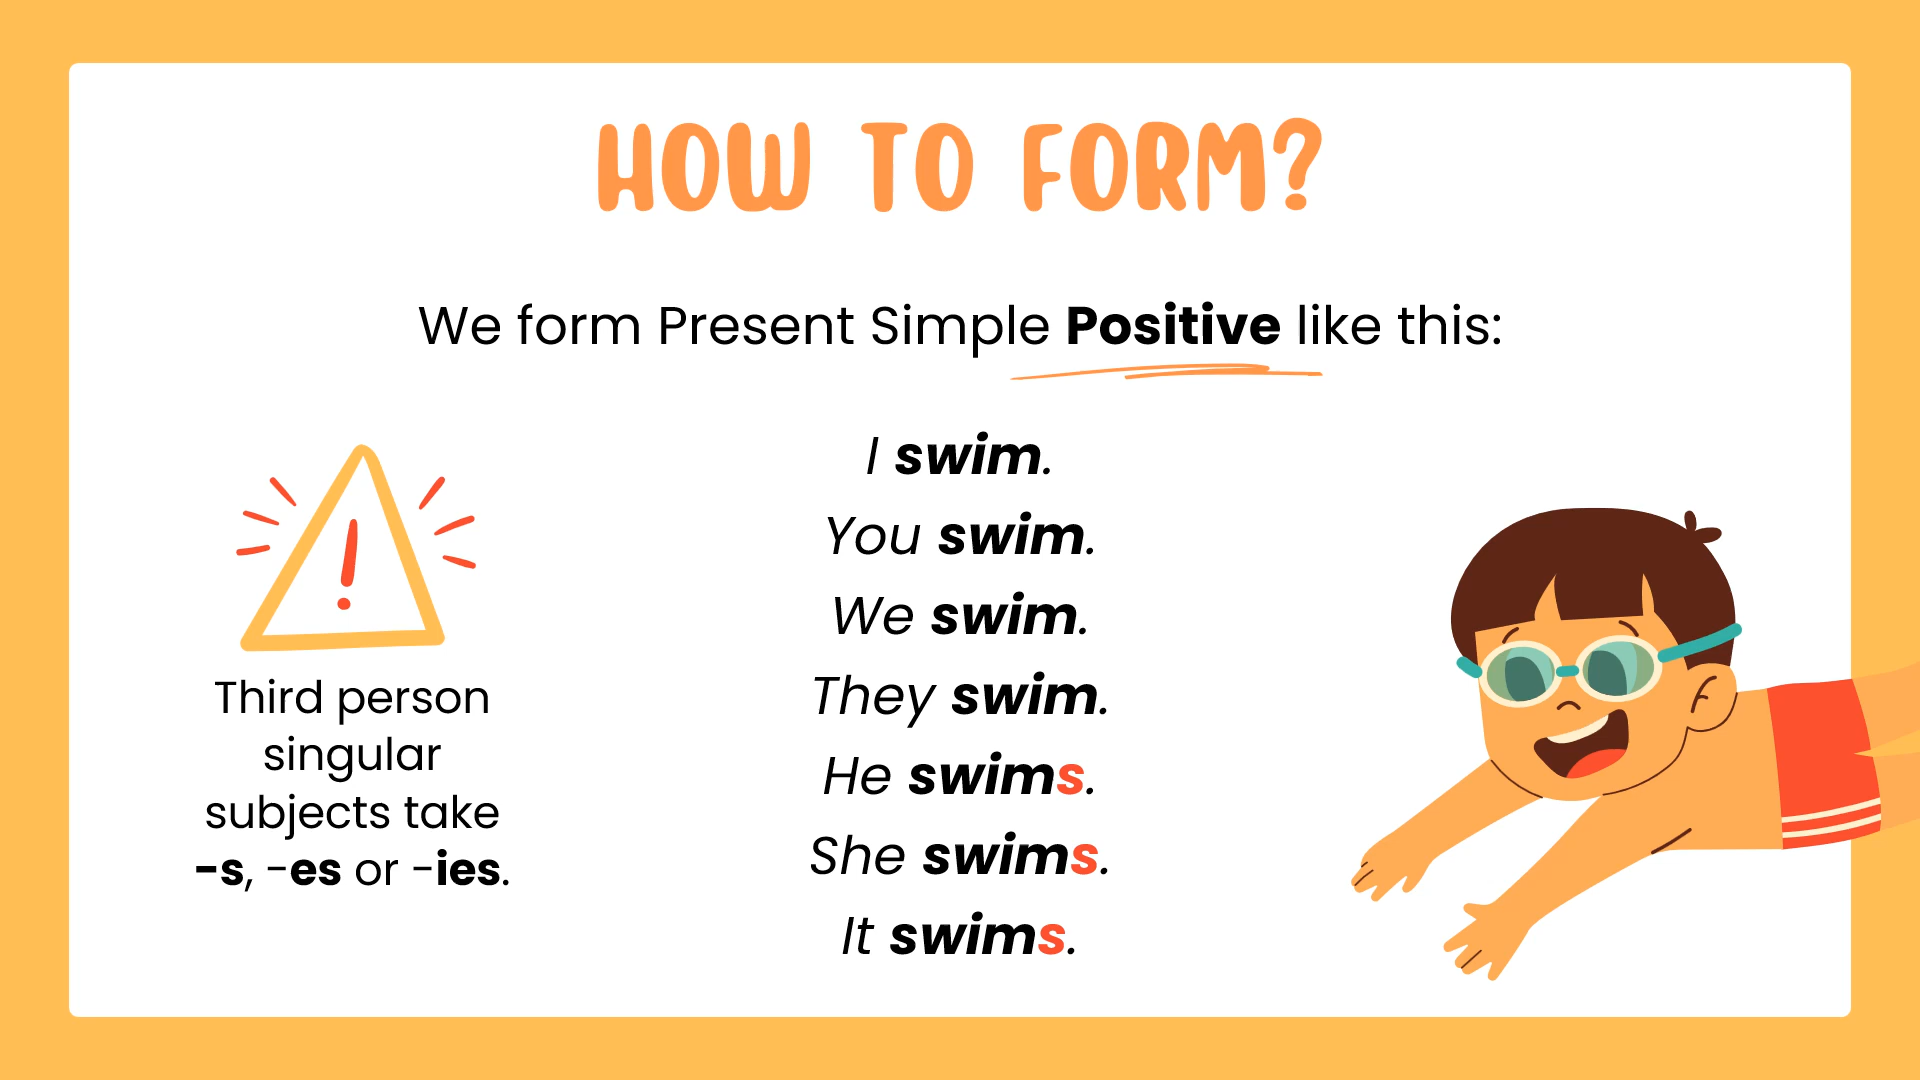 HOW TO FORM?
We form Present Simple Positive like this:
I swim.
You swim.
We swim.
They swim.
He swims.
She swims.
It swims.
!
Third person
singular
subjects take
-s, -es or -ies.